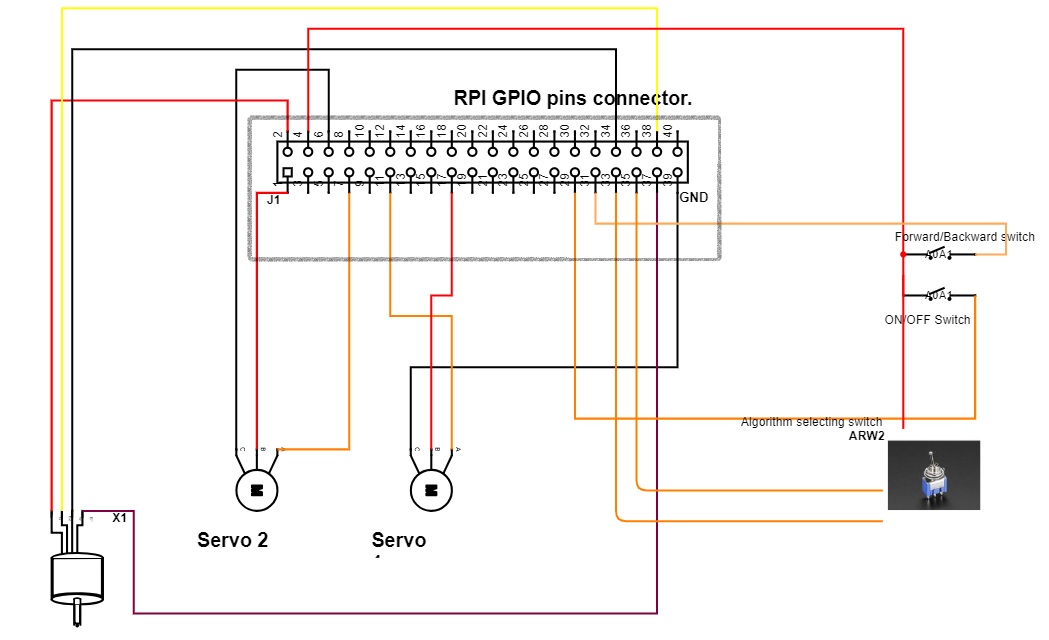 RPI GPIO pins connector.
2 4 6 8 10 12 14 16 18 20 22 24 26 28 30 32 34 36 38 40
1 3 5 7 9 11 13 15 17 19 21 23 25 27 29 31 33 35 37 39
J1
GND
Forward/Backward switch
A0A1
A0A1
ON/OFF Switch
Algorithm selecting switch
ARW2
C B A
C B A
X1
Servo 2
Servo